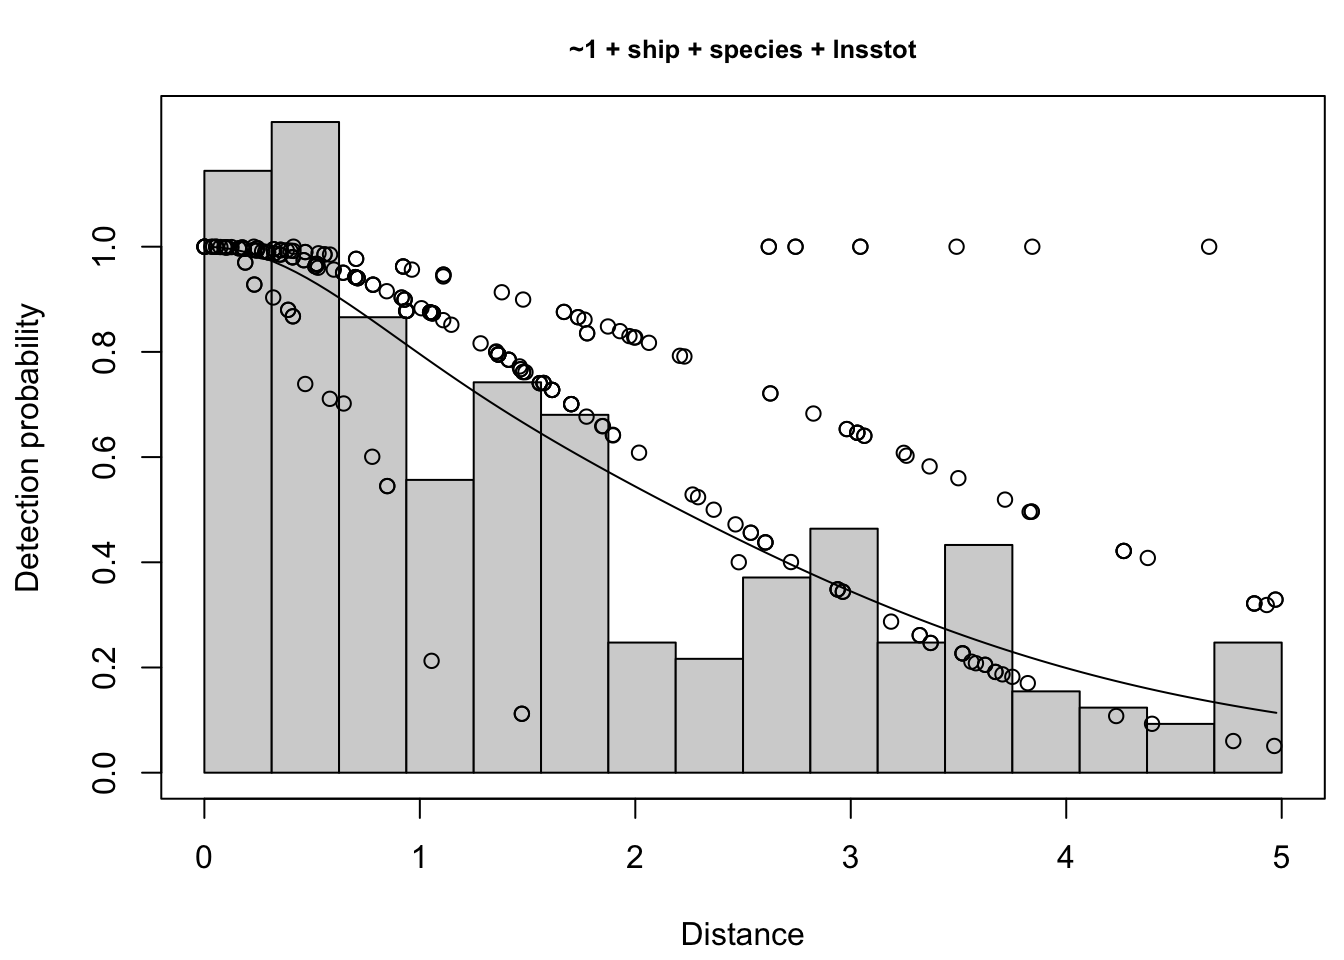 ~1 + ship + species + lnsstot
Detection probability
1.0
0.8
0.6
0.4
0.2
0.0
0 1 2 3 4 5
Distance